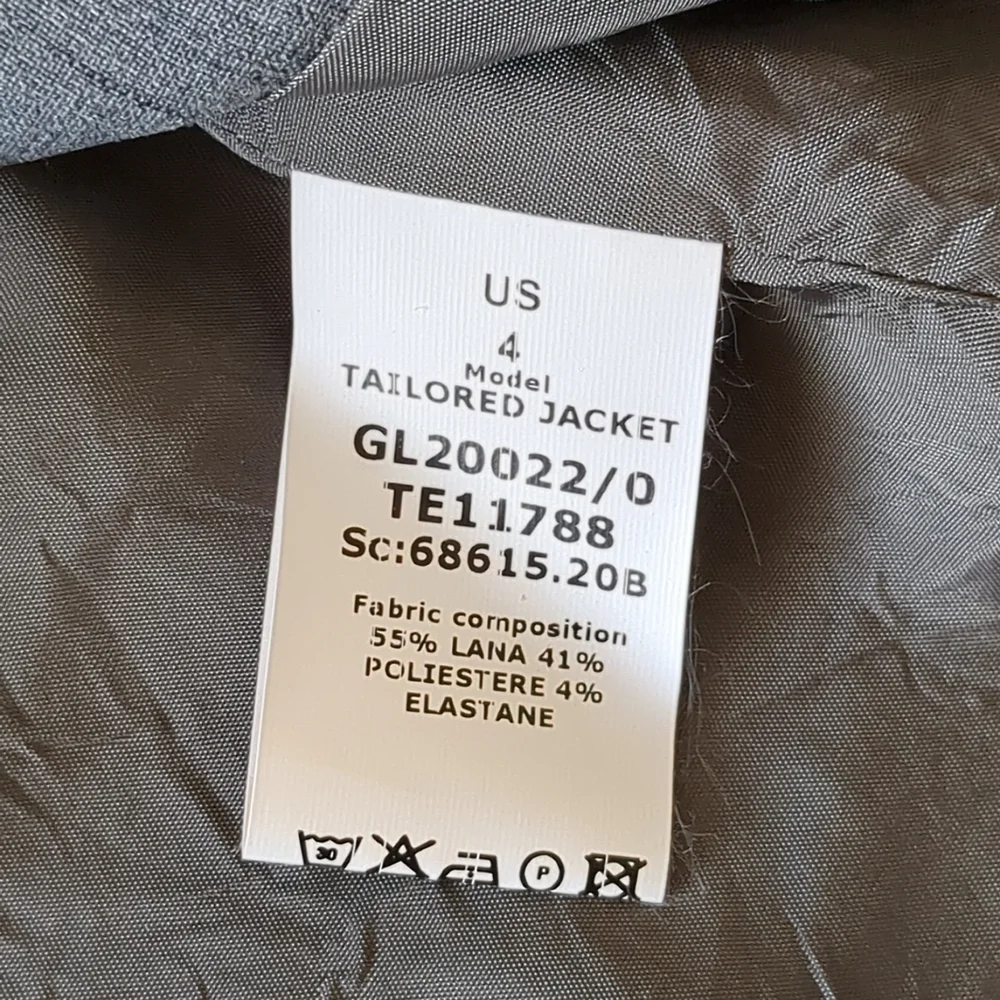 US
4
Model
TAILORED JACKET
GL20022/0
TE11788
Sc:68615.20B
Fabric composition
55% LANA 41%
POLIESTERE 4%
ELASTANE
30
P